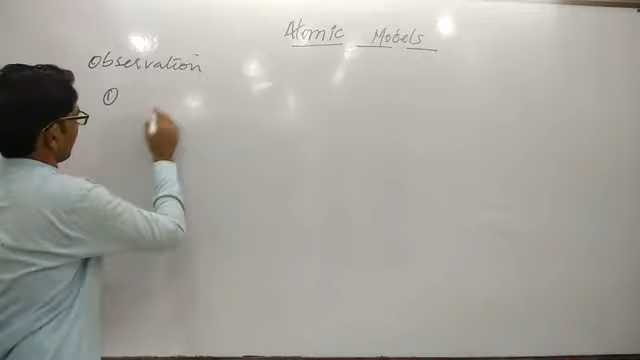 Atomic Models
Observation
①